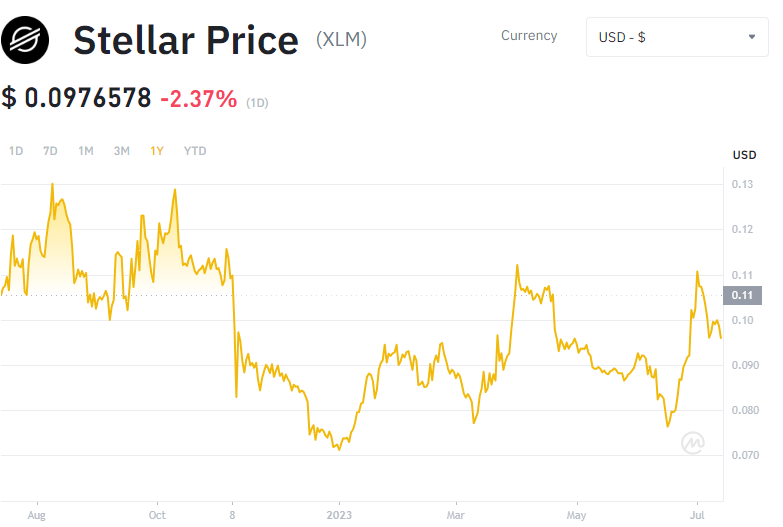 Stellar Price (XLM)
Currency
USD - $
$ 0.0976578 -2.37% (1D)
1D 7D 1M 3M 1Y YTD
USD
0.13
0.12
0.11
0.11
0.10
0.090
0.080
0.070
Aug Oct 8 2023 Mar May Jul